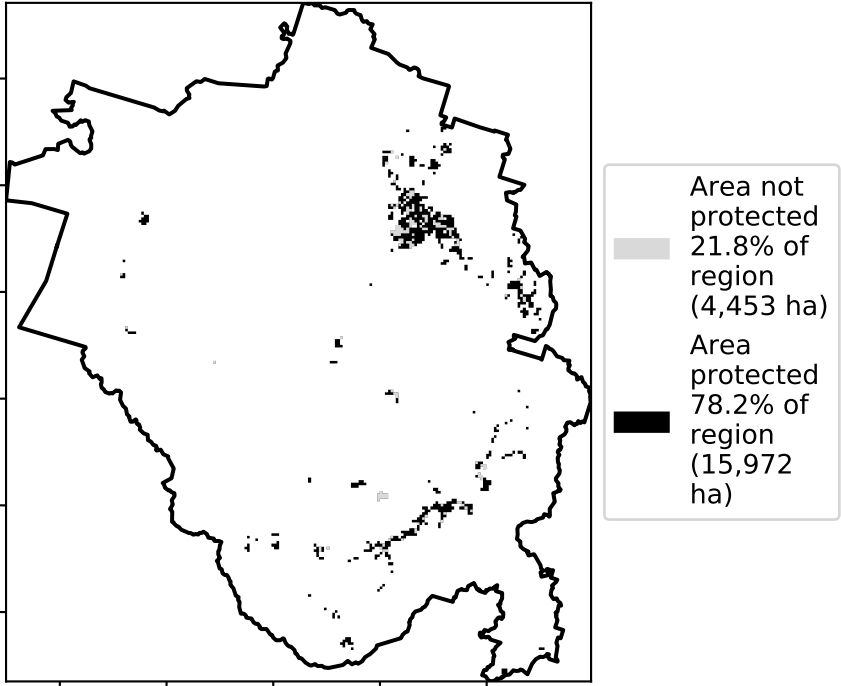 Area not
protected
21.8% of
region
(4,453 ha)
Area
protected
78.2% of
region
(15,972
ha)